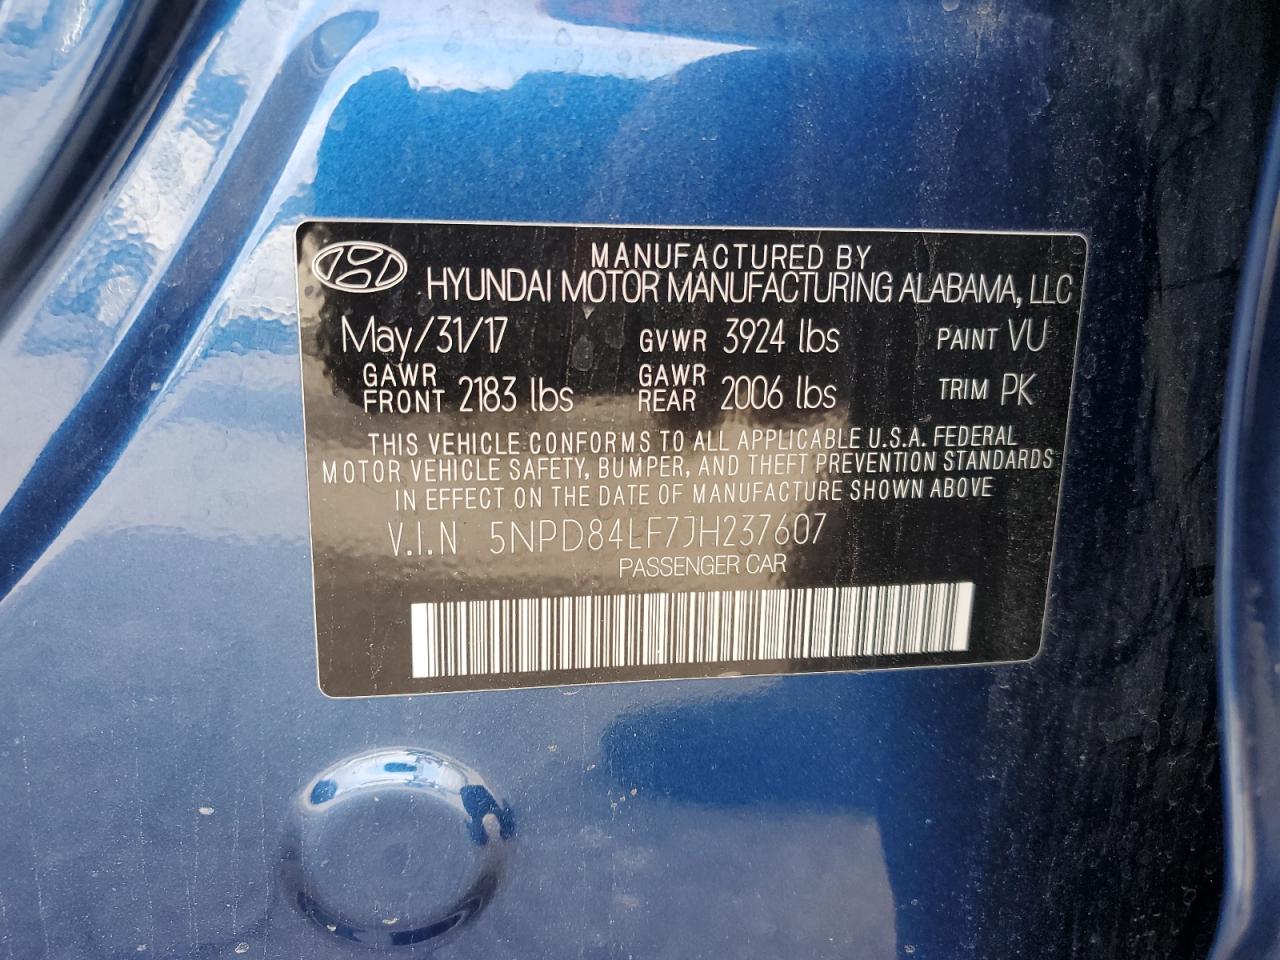 MANUFACTURED BY
HYUNDAI MOTOR MANUFACTURING ALABAMA, LLC
May/31/17 GVWR 3924 lbs PAINT VU
GAWR FRONT 2183 lbs GAWR REAR 2006 lbs TRIM PK
THIS VEHICLE CONFORMS TO ALL APPLICABLE U.S.A. FEDERAL
MOTOR VEHICLE SAFETY, BUMPER, AND THEFT PREVENTION STANDARDS
IN EFFECT ON THE DATE OF MANUFACTURE SHOWN ABOVE
V.I.N 5NPD84LF7JH237607
PASSENGER CAR